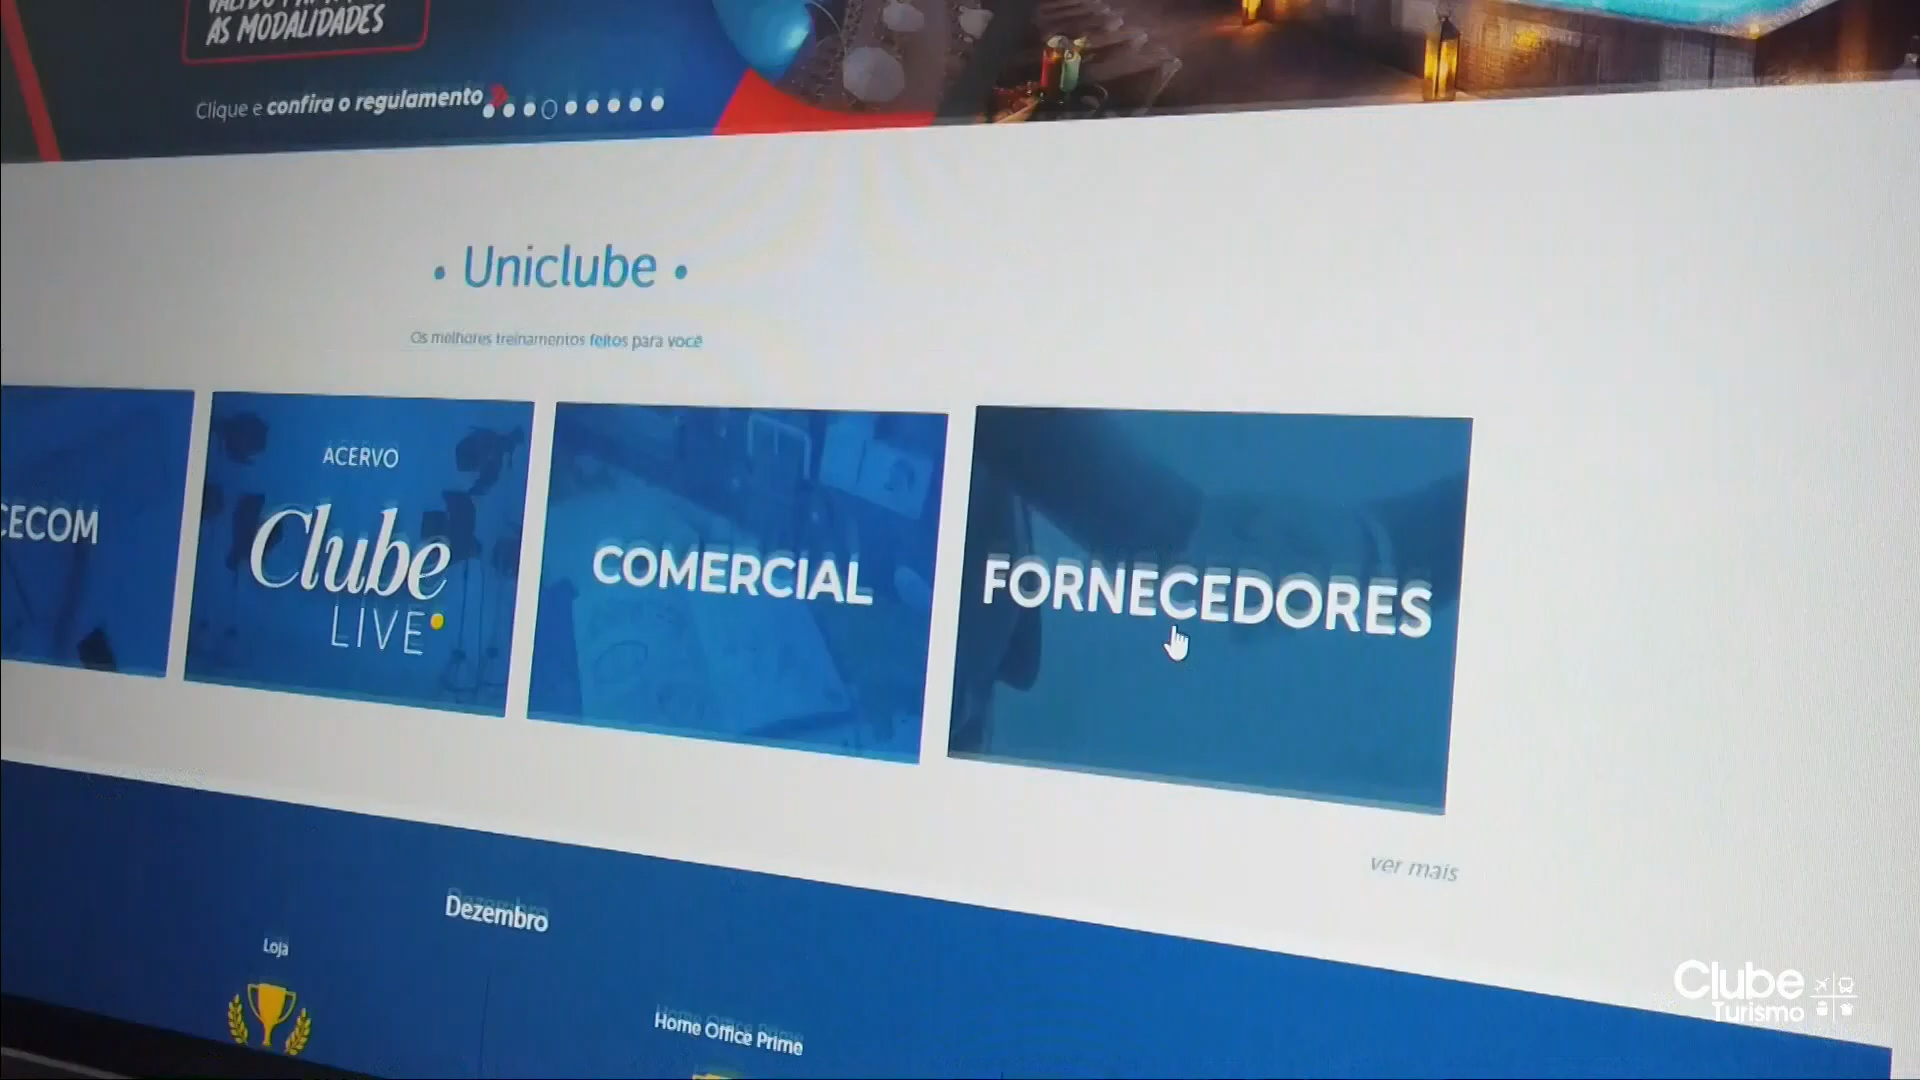 AS MODALIDADES
Clique e confira o regulamento
• Uniclube •
Os melhores treinamentos feitos para você
CECOM
ACERVO
Clube
LIVE
COMERCIAL
FORNECEDORES
ver mais
Dezembro
Loja
Home Office Prime
Clube
Turismo